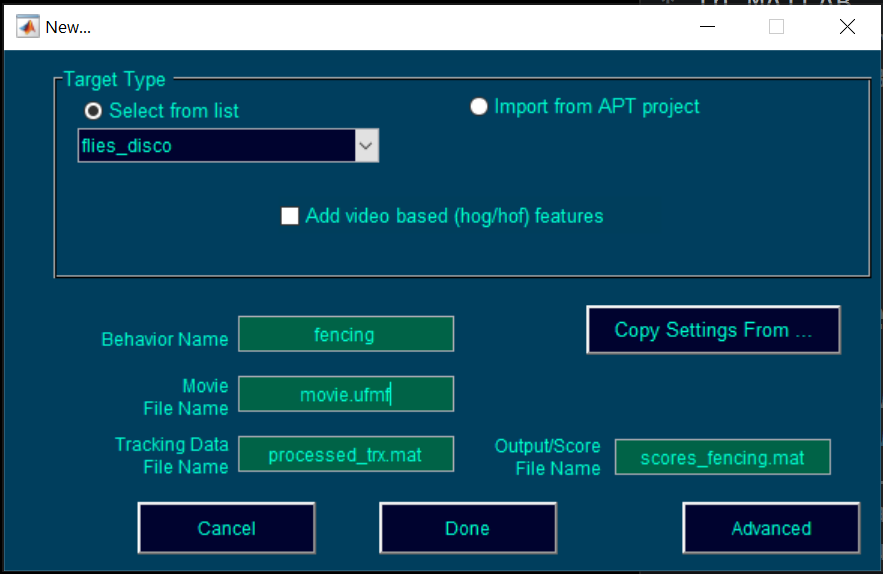 New...
Target Type
Select from list
Import from APT project
flies_disco
Add video based (hog/hof) features
Behavior Name
fencing
Copy Settings From ...
Movie
File Name
movie.ufmf
Tracking Data
File Name
processed_trx.mat
Output/Score
File Name
scores_fencing.mat
Cancel
Done
Advanced